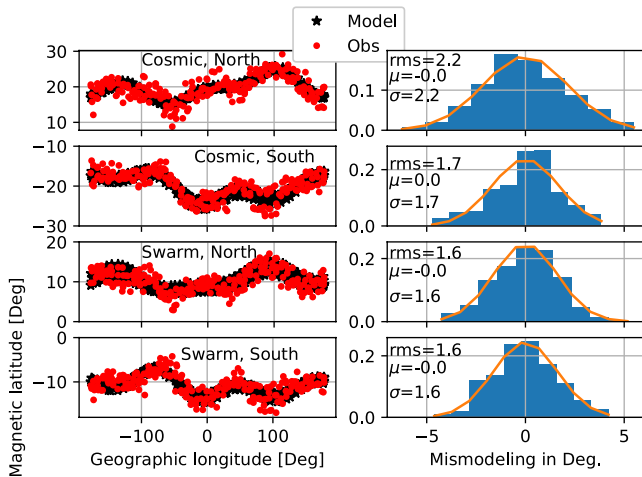 Model
Obs
Cosmic, North
30
20
10
rms=2.2
μ=-0.0
σ=2.2
0.1
0.0
Cosmic, South
−10
−20
−30
rms=1.7
μ=0.0
σ=1.7
0.2
0.0
Swarm, North
20
10
0
rms=1.6
μ=-0.0
σ=1.6
0.2
0.0
Swarm, South
0
−10
rms=1.6
μ=-0.0
σ=1.6
0.2
0.0
−100 0 100
−5 0 5
Geographic longitude [Deg]
Mismodeling in Deg.
Magnetic latitude [Deg]